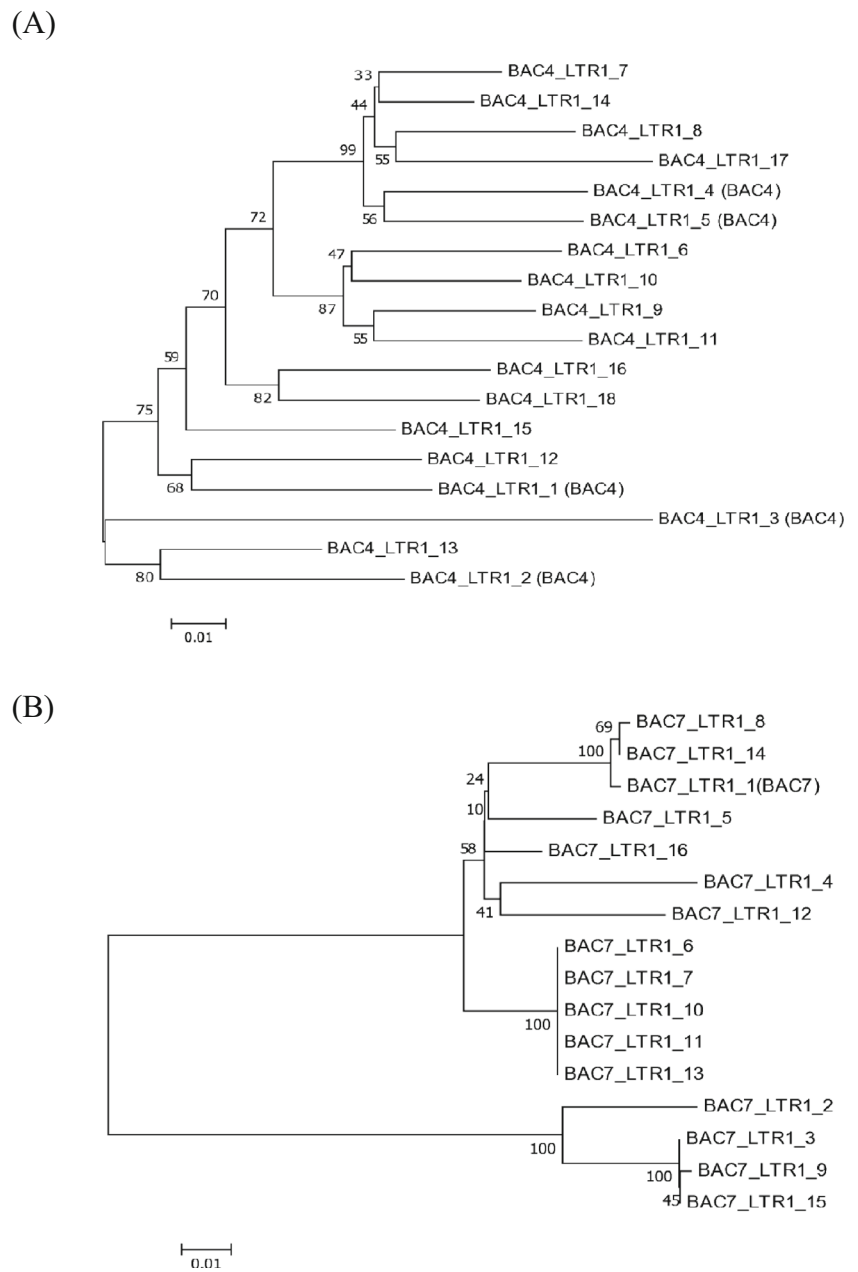 (A)
33
BAC4_LTR1_7
44
BAC4_LTR1_14
BAC4_LTR1_8
99
55
BAC4_LTR1_17
BAC4_LTR1_4 (BAC4)
56
BAC4_LTR1_5 (BAC4)
72
47
BAC4_LTR1_6
BAC4_LTR1_10
70
87
BAC4_LTR1_9
55
BAC4_LTR1_11
59
BAC4_LTR1_16
82
BAC4_LTR1_18
75
BAC4_LTR1_15
BAC4_LTR1_12
68
BAC4_LTR1_1 (BAC4)
BAC4_LTR1_3 (BAC4)
BAC4_LTR1_13
80
BAC4_LTR1_2 (BAC4)
0.01
(B)
69
BAC7_LTR1_8
100
BAC7_LTR1_14
24
BAC7_LTR1_1(BAC7)
10
BAC7_LTR1_5
58
BAC7_LTR1_16
BAC7_LTR1_4
41
BAC7_LTR1_12
BAC7_LTR1_6
BAC7_LTR1_7
BAC7_LTR1_10
100
BAC7_LTR1_11
BAC7_LTR1_13
BAC7_LTR1_2
100
BAC7_LTR1_3
100
BAC7_LTR1_9
45
BAC7_LTR1_15
0.01